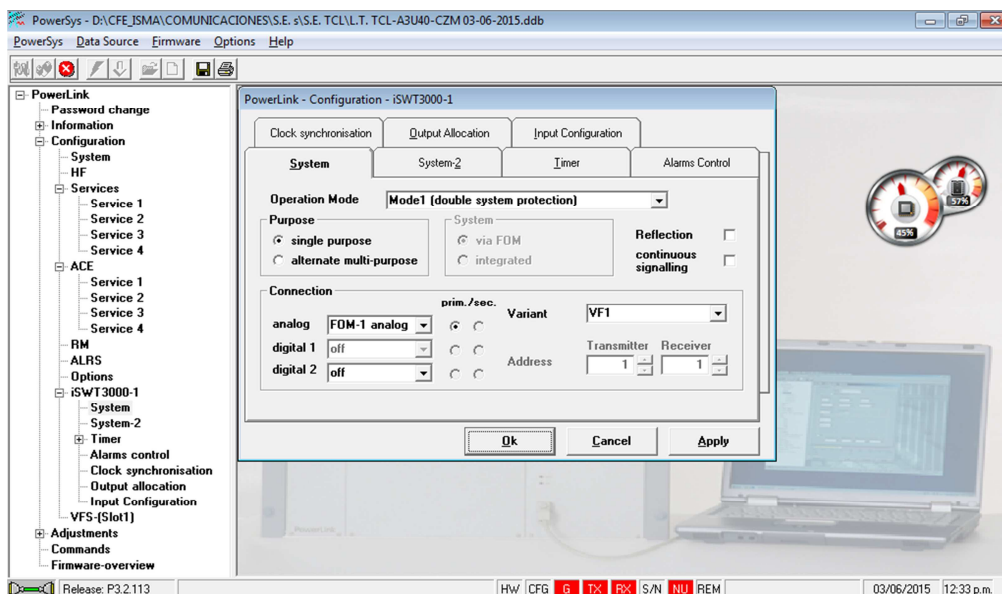 PowerSys - D:\CFE_ISMA\COMUNICACIONES\S.E. s\S.E. TCL\L.T. TCL-A3U40-CZM 03-06-2015.ddb
PowerSys Data Source Firmware Options Help
PowerLink
Password change
Information
Configuration
System
HF
Services
Service 1
Service 2
Service 3
Service 4
ACE
Service 1
Service 2
Service 3
Service 4
RM
ALRS
Options
iSWT3000-1
System
System-2
Timer
Alarms control
Clock synchronisation
Output allocation
Input Configuration
VFS-(Slot1)
Adjustments
Commands
Firmware-overview
PowerLink - Configuration - iSWT3000-1
Clock synchronisation Output Allocation Input Configuration
System System-2 Timer Alarms Control
Operation Mode Mode1 (double system protection)
Purpose System
single purpose via FOM Reflection
alternate multi-purpose integrated continuous signalling
Connection prim./sec.
analog FOM-1 analog Variant VF1
digital 1 off Address Transmitter Receiver
digital 2 off 1 1
Ok Cancel Apply
45%
57%
PowerLink
Release: P3.2.113 HW CFG G TX RX S/N NU REM 03/06/2015 12:33 p.m.